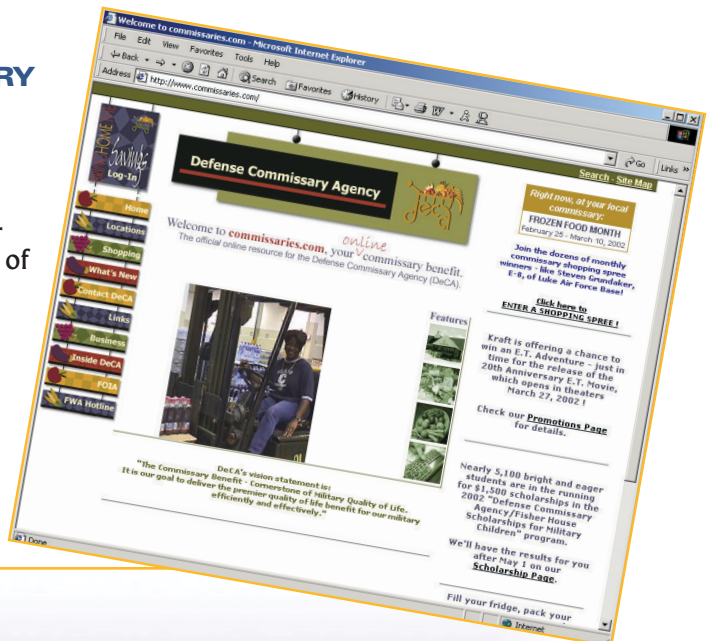 RY
of
Welcome to commissaries.com - Microsoft Internet Explorer
File Edit View Favorites Tools Help
Back Search Favorites History
Address http://www.commissaries.com/
Go Links »
Search - Site Map
Savings
Log-In
Home
Locations
Shopping
What's New
Contact DeCA
Links
Business
Inside DeCA
FOIA
FWA Hotline
Defense Commissary Agency
deca
Welcome to commissaries.com, your online commissary benefit.
The official online resource for the Defense Commissary Agency (DeCA).
Features
DeCA's vision statement is:
"The Commissary Benefit - Cornerstone of Military Quality of Life.
It is our goal to deliver the premier quality of life benefit for our military
efficiently and effectively."
Right now, at your local
commissary:
FROZEN FOOD MONTH
February 25 - March 10, 2002
Join the dozens of monthly
commissary shopping spree
winners - like Steven Grundaker,
E-8, of Luke Air Force Base!
Click here to
ENTER A SHOPPING SPREE !
Kraft is offering a chance to
win an E.T. Adventure - just in
time for the release of the
20th Anniversary E.T. Movie,
which opens in theaters
March 27, 2002 !
Check our Promotions Page
for details.
Nearly 5,100 bright and eager
students are in the running
for $1,500 scholarships in the
2002 "Defense Commissary
Agency/Fisher House
Scholarships for Military
Children" program.
We'll have the results for you
after May 1 on our
Scholarship Page.
Fill your fridge, pack your
Done
Internet